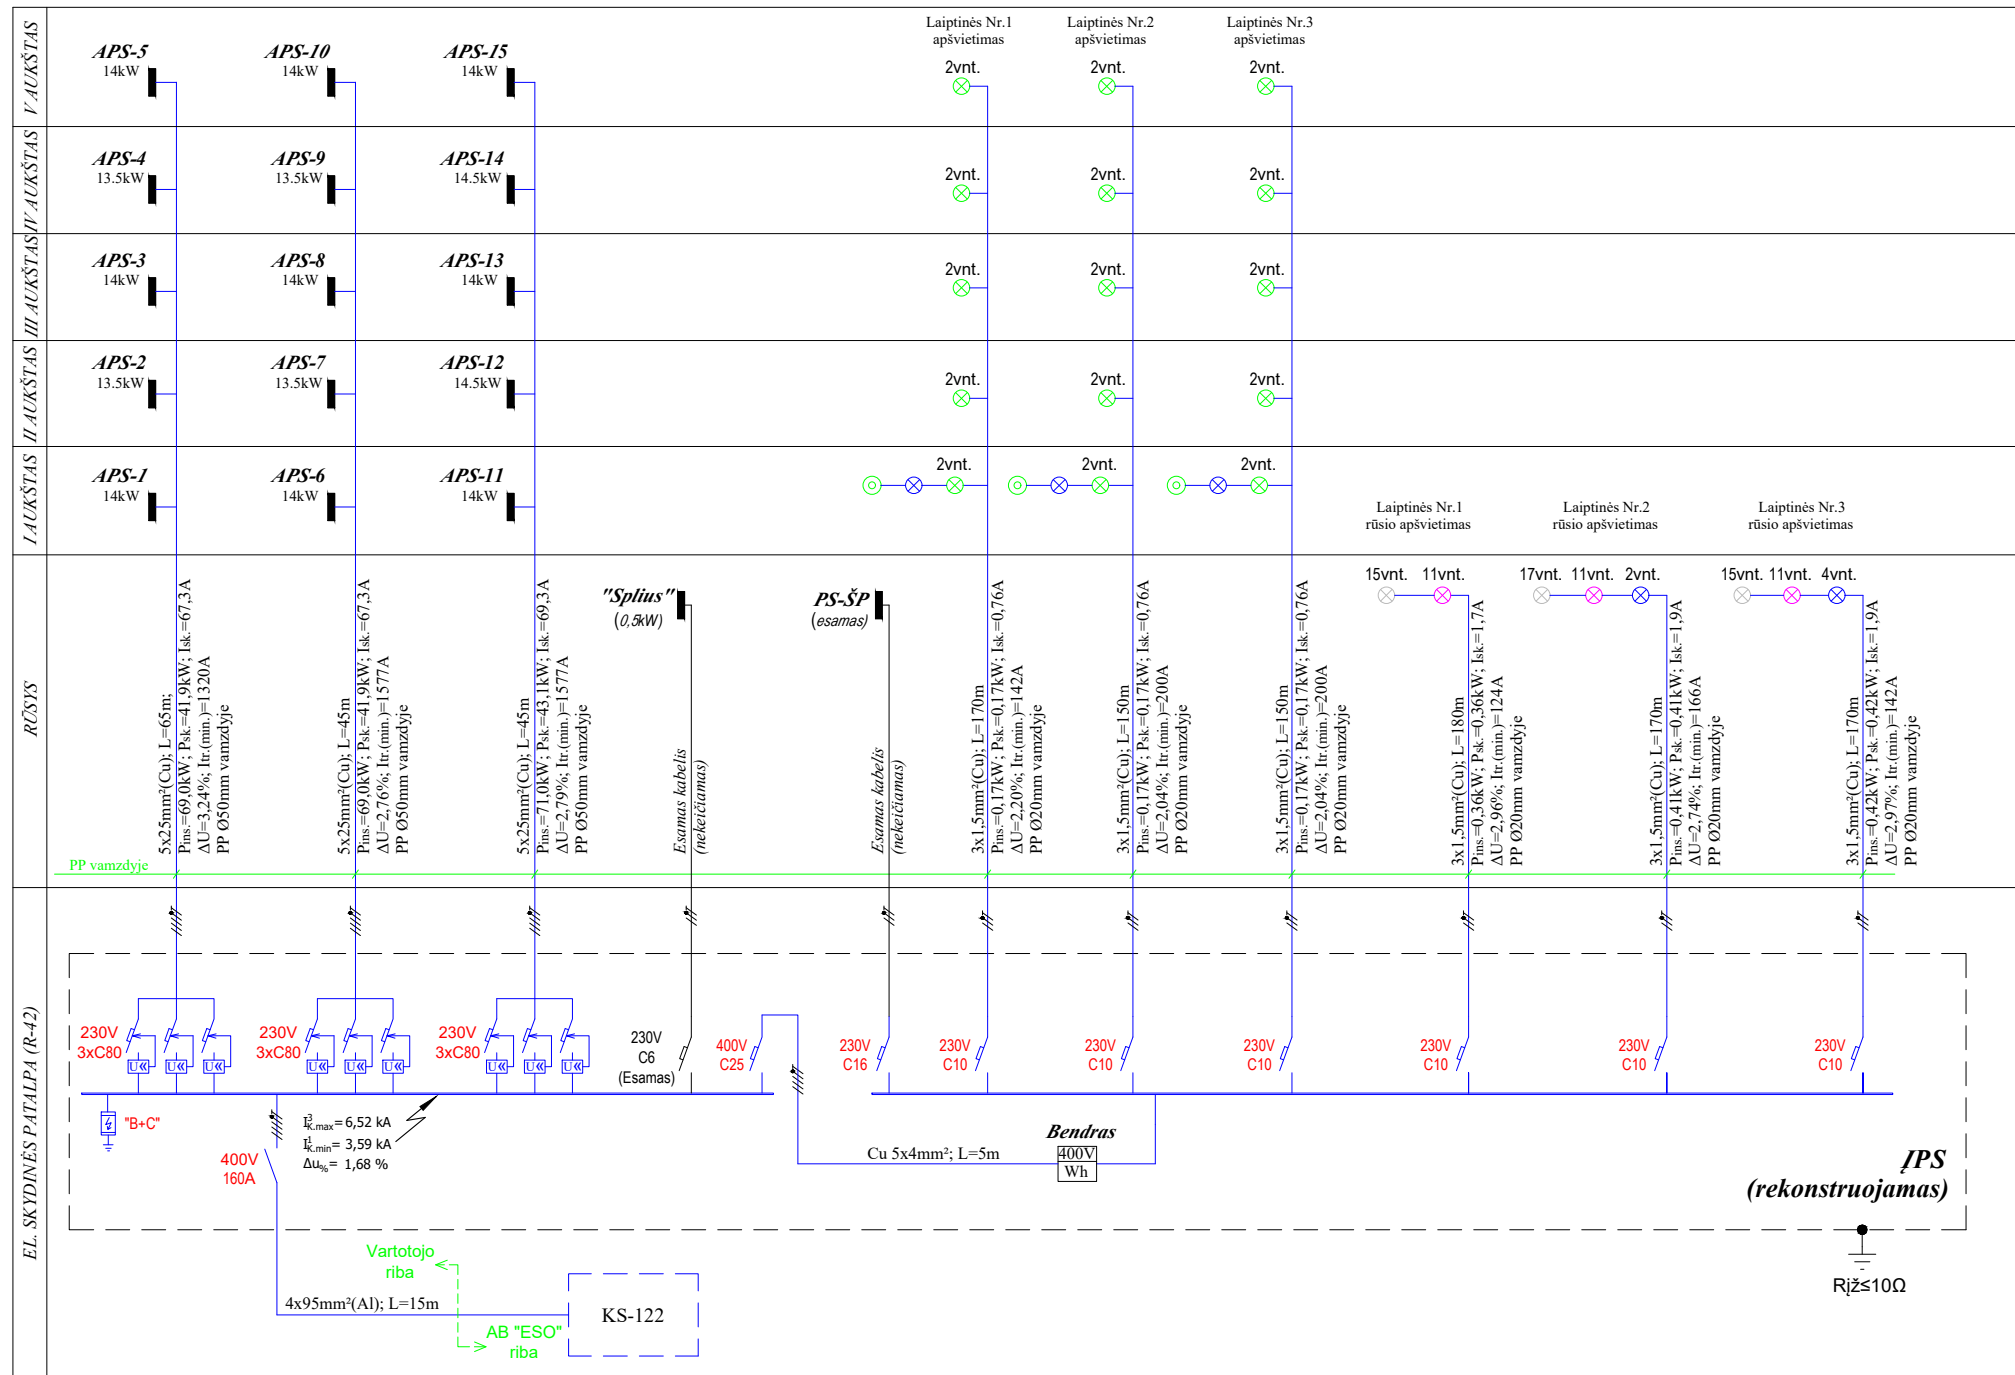 V AUKŠTAS
APS-5
14kW
APS-10
14kW
APS-15
14kW
Laiptinės Nr.1
apšvietimas
2vnt.
Laiptinės Nr.2
apšvietimas
2vnt.
Laiptinės Nr.3
apšvietimas
2vnt.
IV AUKŠTAS
APS-4
13.5kW
APS-9
13.5kW
APS-14
14.5kW
2vnt.
2vnt.
2vnt.
III AUKŠTAS
APS-3
14kW
APS-8
14kW
APS-13
14kW
2vnt.
2vnt.
2vnt.
II AUKŠTAS
APS-2
13.5kW
APS-7
13.5kW
APS-12
14.5kW
2vnt.
2vnt.
2vnt.
I AUKŠTAS
APS-1
14kW
APS-6
14kW
APS-11
14kW
2vnt.
2vnt.
2vnt.
Laiptinės Nr.1
rūsio apšvietimas
Laiptinės Nr.2
rūsio apšvietimas
Laiptinės Nr.3
rūsio apšvietimas
RŪSYS
5x25mm²(Cu); L=65m;
Pins.=69,0kW; Psk.=41,9kW; Isk.=67,3A
ΔU=3,24%; Itr.(min.)=1320A
PP Ø50mm vamzdyje
5x25mm²(Cu); L=45m
Pins.=69,0kW; Psk.=41,9kW; Isk.=67,3A
ΔU=2,76%; Itr.(min.)=1577A
PP Ø50mm vamzdyje
5x25mm²(Cu); L=45m
Pins.=71,0kW; Psk.=43,1kW; Isk.=69,3A
ΔU=2,79%; Itr.(min.)=1577A
PP Ø50mm vamzdyje
"Splius"
(0,5kW)
Esamas kabelis
(nekeičiamas)
PS-ŠP
(esamas)
Esamas kabelis
(nekeičiamas)
3x1,5mm²(Cu); L=170m
Pins.=0,17kW; Psk.=0,17kW; Isk.=0,76A
ΔU=2,20%; Itr.(min.)=142A
PP Ø20mm vamzdyje
3x1,5mm²(Cu); L=150m
Pins.=0,17kW; Psk.=0,17kW; Isk.=0,76A
ΔU=2,04%; Itr.(min.)=200A
PP Ø20mm vamzdyje
3x1,5mm²(Cu); L=150m
Pins.=0,17kW; Psk.=0,17kW; Isk.=0,76A
ΔU=2,04%; Itr.(min.)=200A
PP Ø20mm vamzdyje
15vnt. 11vnt.
3x1,5mm²(Cu); L=180m
Pins.=0,36kW; Psk.=0,36kW; Isk.=1,7A
ΔU=2,96%; Itr.(min.)=124A
PP Ø20mm vamzdyje
17vnt. 11vnt. 2vnt.
3x1,5mm²(Cu); L=170m
Pins.=0,41kW; Psk.=0,41kW; Isk.=1,9A
ΔU=2,74%; Itr.(min.)=166A
PP Ø20mm vamzdyje
15vnt. 11vnt. 4vnt.
3x1,5mm²(Cu); L=170m
Pins.=0,42kW; Psk.=0,42kW; Isk.=1,9A
ΔU=2,97%; Itr.(min.)=142A
PP Ø20mm vamzdyje
PP vamzdyje
EL. SKYDINĖS PATALPA (R-42)
230V
3xC80
U« U« U«
230V
3xC80
U« U« U«
230V
3xC80
U« U« U«
230V
C6
(Esamas)
400V
C25
230V
C16
230V
C10
230V
C10
230V
C10
230V
C10
230V
C10
230V
C10
"B+C"
400V
160A
I³K.max= 6,52 kA
I¹K.min= 3,59 kA
Δu%= 1,68 %
Cu 5x4mm²; L=5m
Bendras
400V
Wh
ĮPS
(rekonstruojamas)
Rįž≤10Ω
Vartotojo
riba
4x95mm²(Al); L=15m
AB "ESO"
riba
KS-122